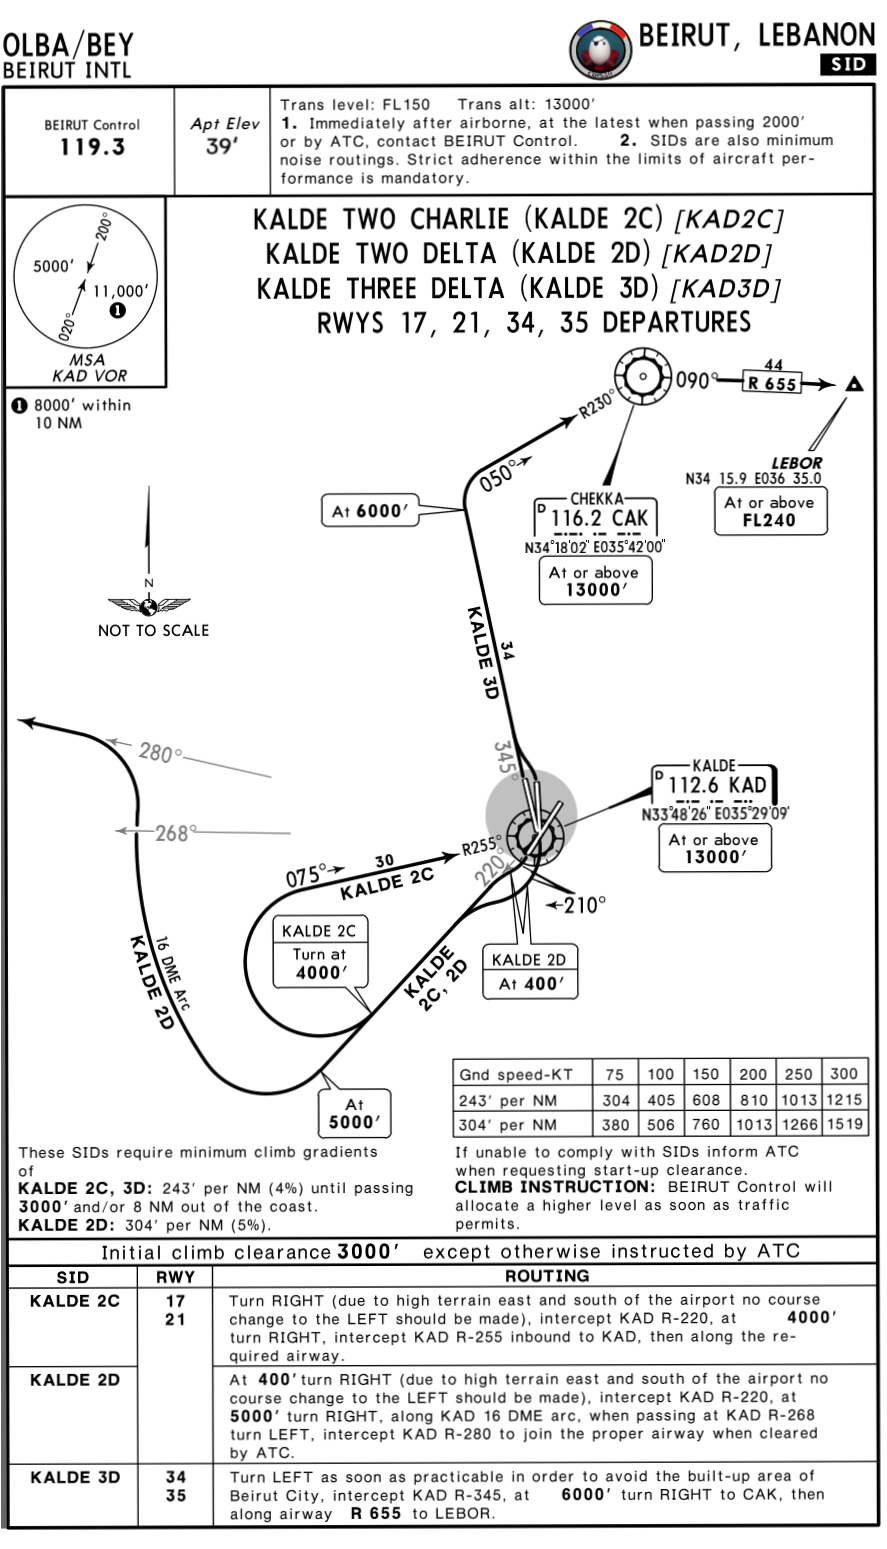 OLBA/BEY
BEIRUT INTL
BEIRUT, LEBANON
SID
BEIRUT Control
119.3
Apt Elev
39'
Trans level: FL150 Trans alt: 13000'
1. Immediately after airborne, at the latest when passing 2000'
or by ATC, contact BEIRUT Control. 2. SIDs are also minimum
noise routings. Strict adherence within the limits of aircraft per-
formance is mandatory.
200°
5000'
11,000'
1
020°
MSA
KAD VOR
1 8000' within
10 NM
KALDE TWO CHARLIE (KALDE 2C) [KAD2C]
KALDE TWO DELTA (KALDE 2D) [KAD2D]
KALDE THREE DELTA (KALDE 3D) [KAD3D]
RWYS 17, 21, 34, 35 DEPARTURES
090°
44
R 655
R230°
050°
LEBOR
N34 15.9 E036 35.0
At or above
FL240
CHEKKA
D 116.2 CAK
N34°18'02" E035°42'00"
At or above
13000'
At 6000'
N
NOT TO SCALE
KALDE 3D
34
345°
280°
268°
KALDE
D 112.6 KAD
N33°48'26" E035°29'09'
At or above
13000'
R255°
075°
30
KALDE 2C
220°
210°
KALDE 2C
Turn at
4000'
KALDE 2D
At 400'
KALDE
2C, 2D
16 DME Arc
KALDE 2D
At
5000'
Gnd speed-KT 75 100 150 200 250 300
243' per NM 304 405 608 810 1013 1215
304' per NM 380 506 760 1013 1266 1519
These SIDs require minimum climb gradients
of
KALDE 2C, 3D: 243' per NM (4%) until passing
3000' and/or 8 NM out of the coast.
KALDE 2D: 304' per NM (5%).
If unable to comply with SIDs inform ATC
when requesting start-up clearance.
CLIMB INSTRUCTION: BEIRUT Control will
allocate a higher level as soon as traffic
permits.
Initial climb clearance 3000' except otherwise instructed by ATC
SID RWY ROUTING
KALDE 2C 17 Turn RIGHT (due to high terrain east and south of the airport no course
21 change to the LEFT should be made), intercept KAD R-220, at 4000'
turn RIGHT, intercept KAD R-255 inbound to KAD, then along the re-
quired airway.
KALDE 2D At 400' turn RIGHT (due to high terrain east and south of the airport no
course change to the LEFT should be made), intercept KAD R-220, at
5000' turn RIGHT, along KAD 16 DME arc, when passing at KAD R-268
turn LEFT, intercept KAD R-280 to join the proper airway when cleared
by ATC.
KALDE 3D 34 Turn LEFT as soon as practicable in order to avoid the built-up area of
35 Beirut City, intercept KAD R-345, at 6000' turn RIGHT to CAK, then
along airway R 655 to LEBOR.